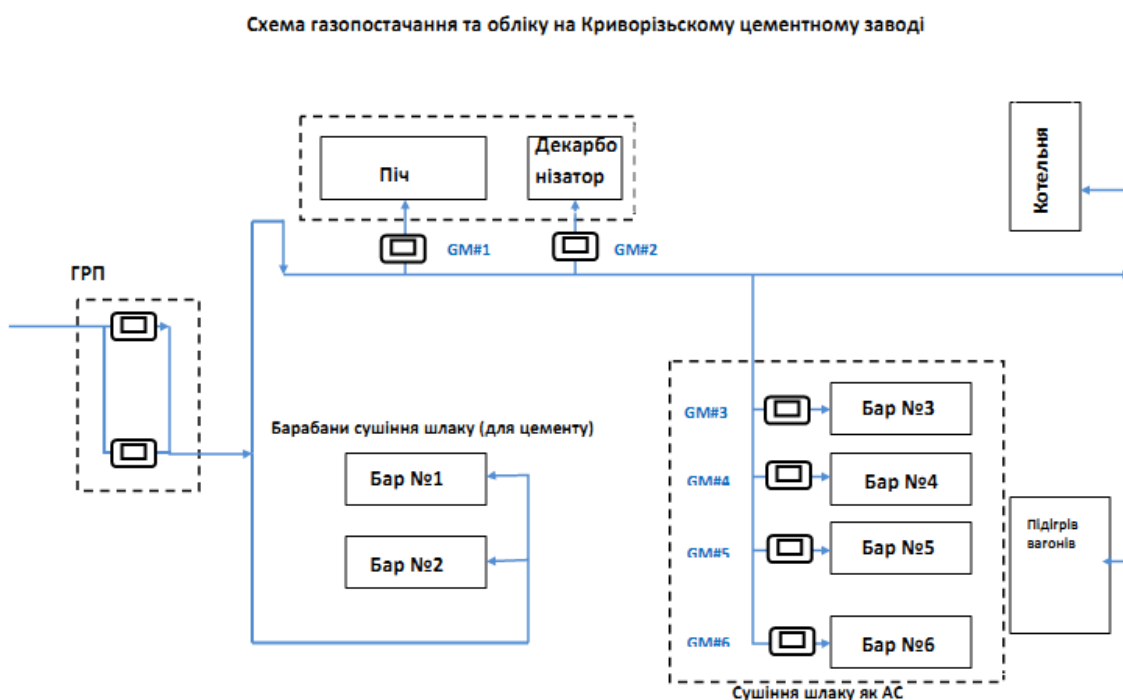 Схема газопостачання та обліку на Криворізьскому цементному заводі
Піч
Декарбо
нізатор
Котельня
GM#1
GM#2
ГРП
Барабани сушіння шлаку (для цементу)
Бар №1
Бар №2
GM#3
Бар №3
GM#4
Бар №4
GM#5
Бар №5
GM#6
Бар №6
Підігрів
вагонів
Сушіння шлаку як АС